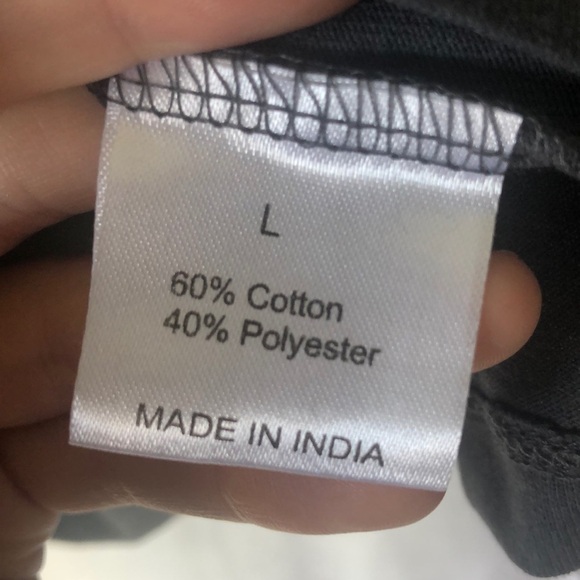 L
60% Cotton
40% Polyester
MADE IN INDIA